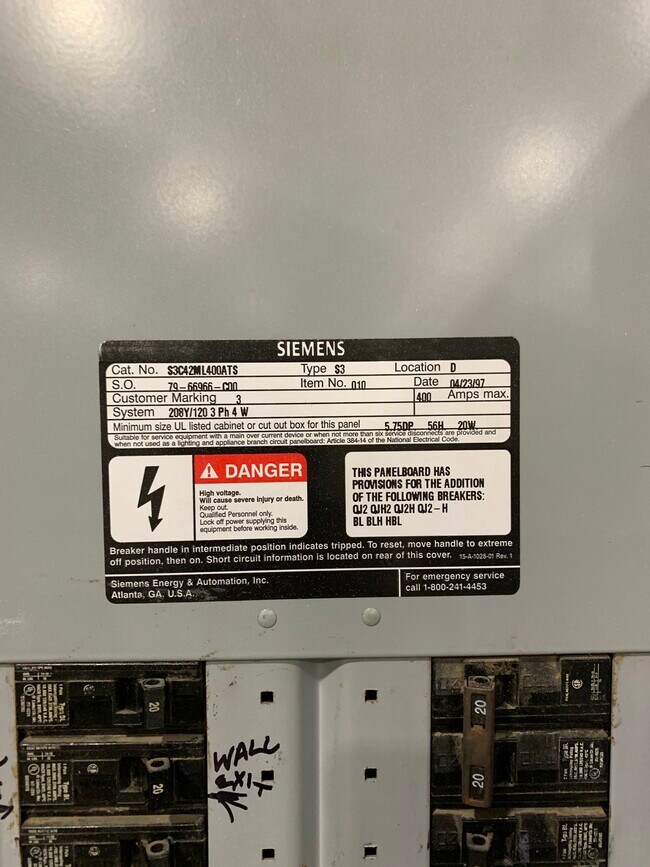 SIEMENS
Cat. No. S3C42ML400ATS Type S3 Location D
S.O. 79-66966-C00 Item No. 010 Date 04/23/97
Customer Marking 3 400 Amps max.
System 208Y/120 3 Ph 4 W
Minimum size UL listed cabinet or cut out box for this panel 5.75DP 56H 20W
Suitable for service equipment with a main over current device or when not more than six service disconnects are provided and
when not used as a lighting and appliance branch circuit panelboard: Article 384-14 of the National Electrical Code.
DANGER
High voltage.
Will cause severe injury or death.
Keep out.
Qualified Personnel only.
Lock off power supplying this
equipment before working inside.
THIS PANELBOARD HAS
PROVISIONS FOR THE ADDITION
OF THE FOLLOWING BREAKERS:
QJ2 QJH2 QJ2H QJ2-H
BL BLH HBL
Breaker handle in intermediate position indicates tripped. To reset, move handle to extreme
off position, then on. Short circuit information is located on rear of this cover. 15-A-1026-01 Rev. 1
Siemens Energy & Automation, Inc.
Atlanta, GA. U.S.A.
For emergency service
call 1-800-241-4453
20
20
20
20
WALL
EXIT
Type BL
Type BL